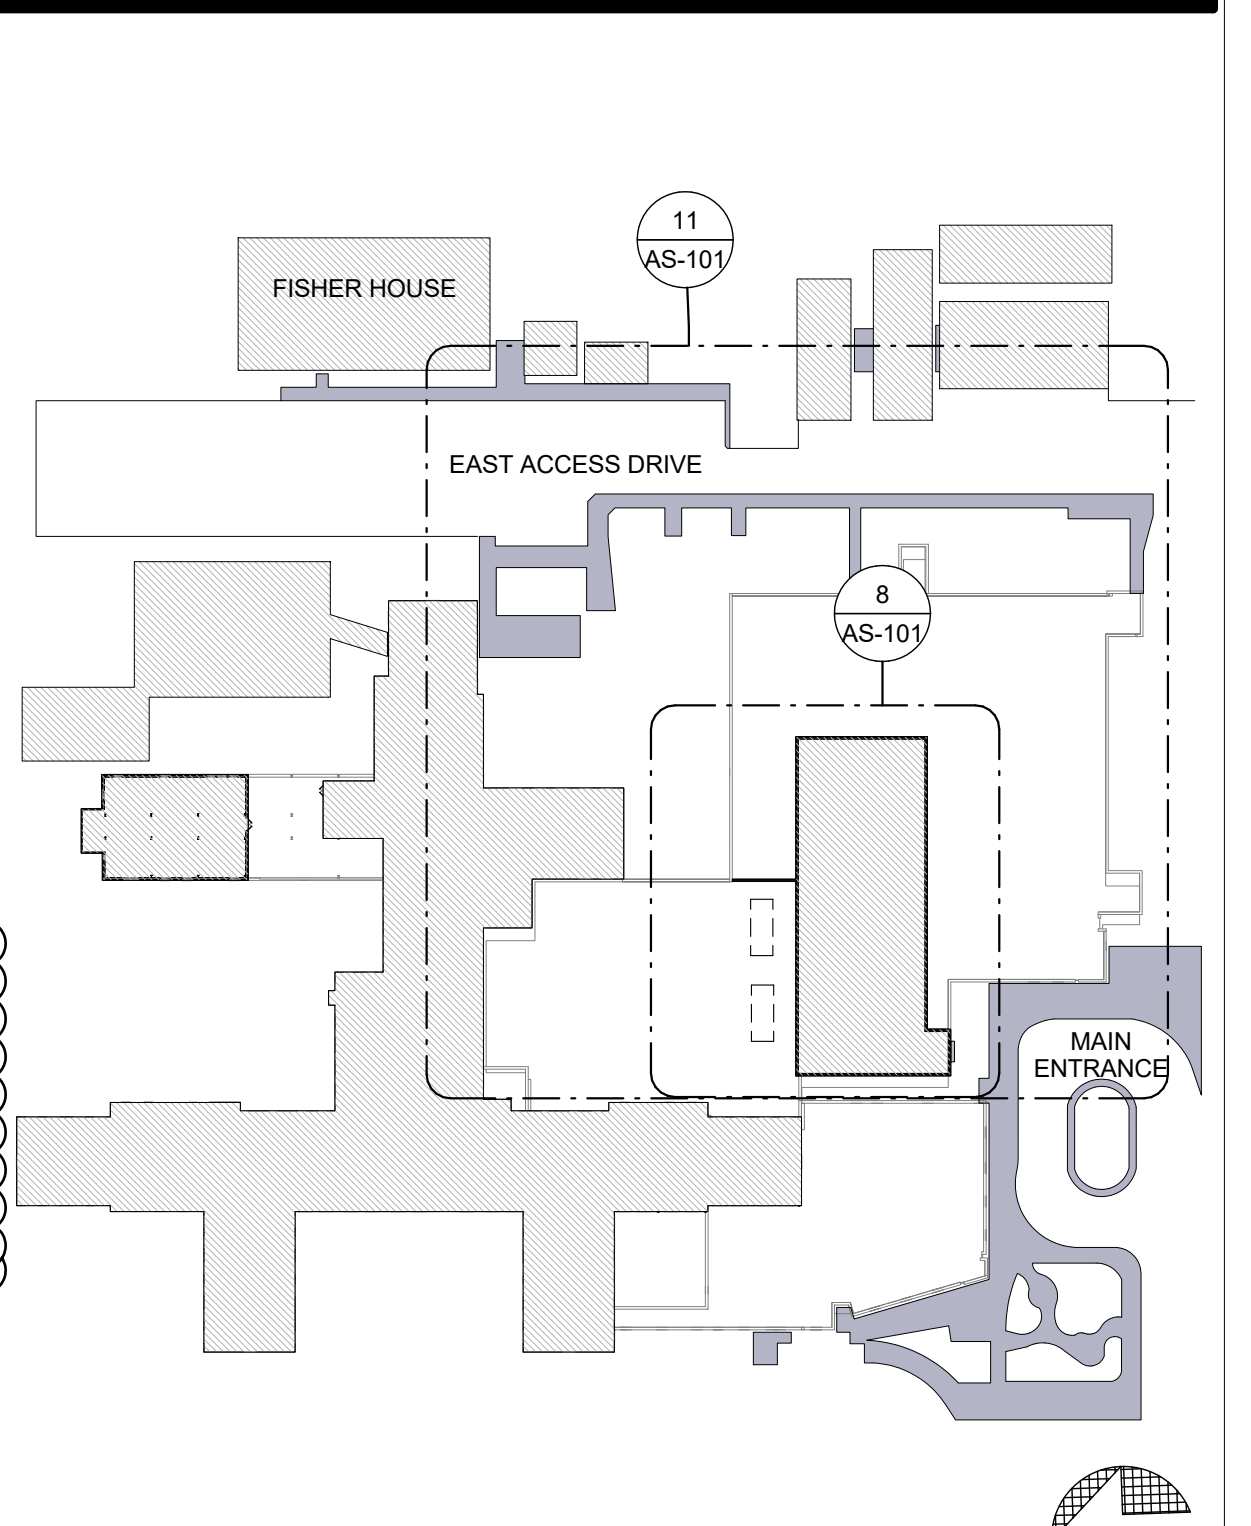 11
AS-101
FISHER HOUSE
EAST ACCESS DRIVE
8
AS-101
MAIN
ENTRANCE